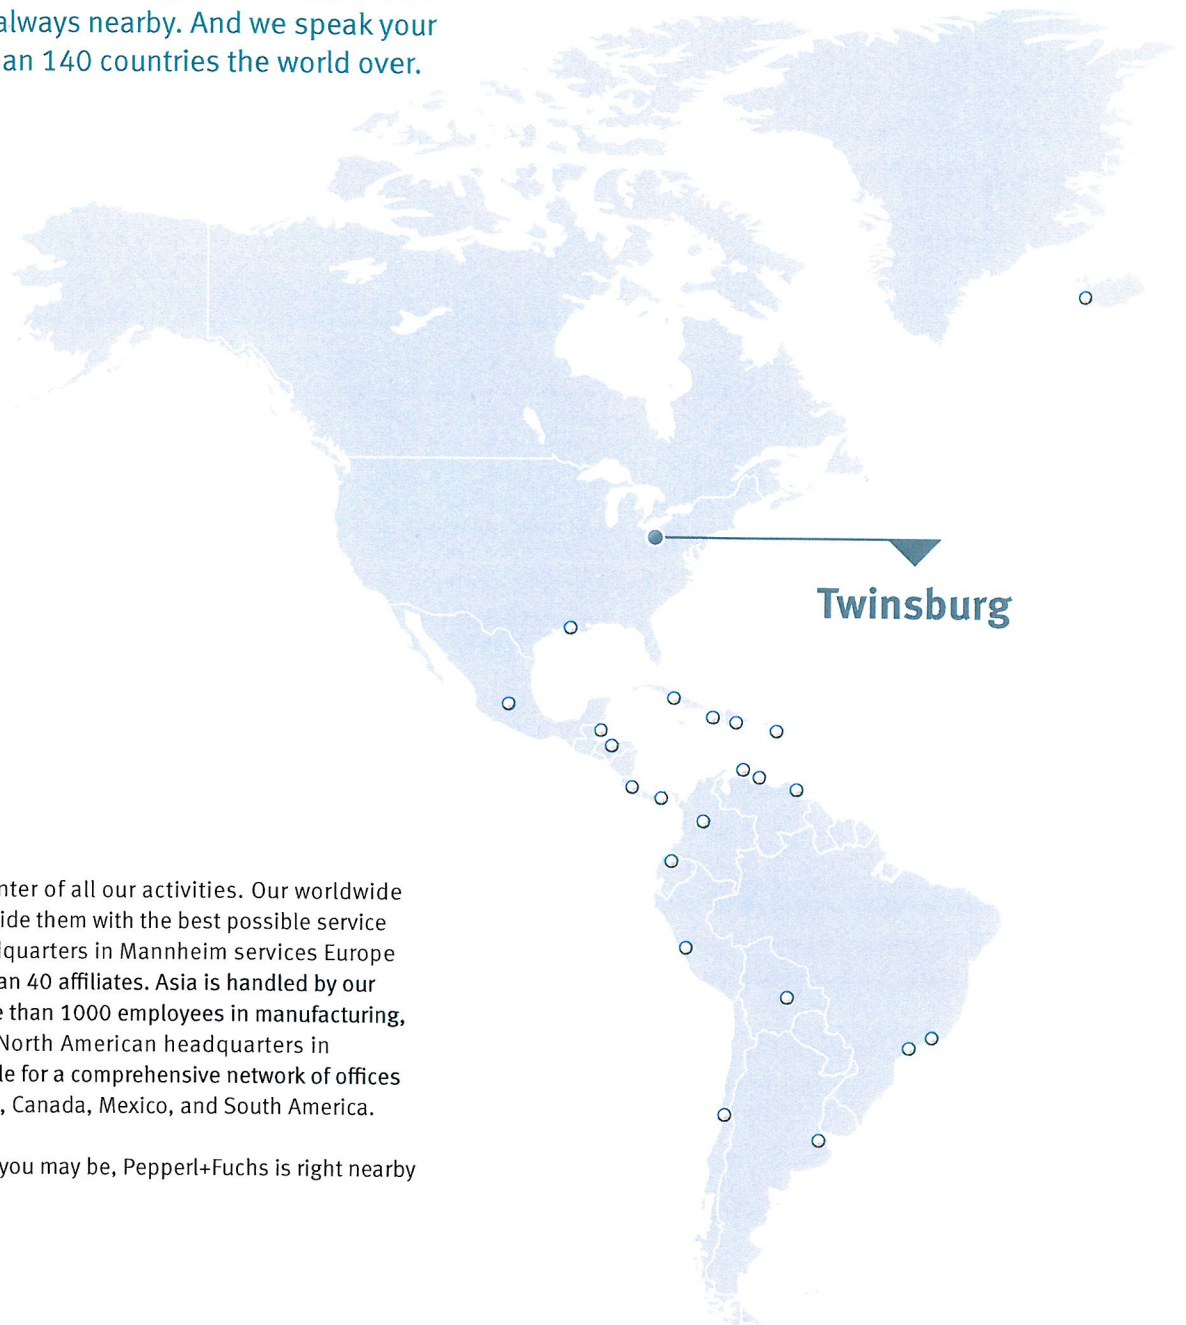 always nearby. And we speak your
an 140 countries the world over.
Twinsburg
nter of all our activities. Our worldwide
ide them with the best possible service
quarters in Mannheim services Europe
an 40 affiliates. Asia is handled by our
e than 1000 employees in manufacturing,
North American headquarters in
le for a comprehensive network of offices
, Canada, Mexico, and South America.
you may be, Pepperl+Fuchs is right nearby